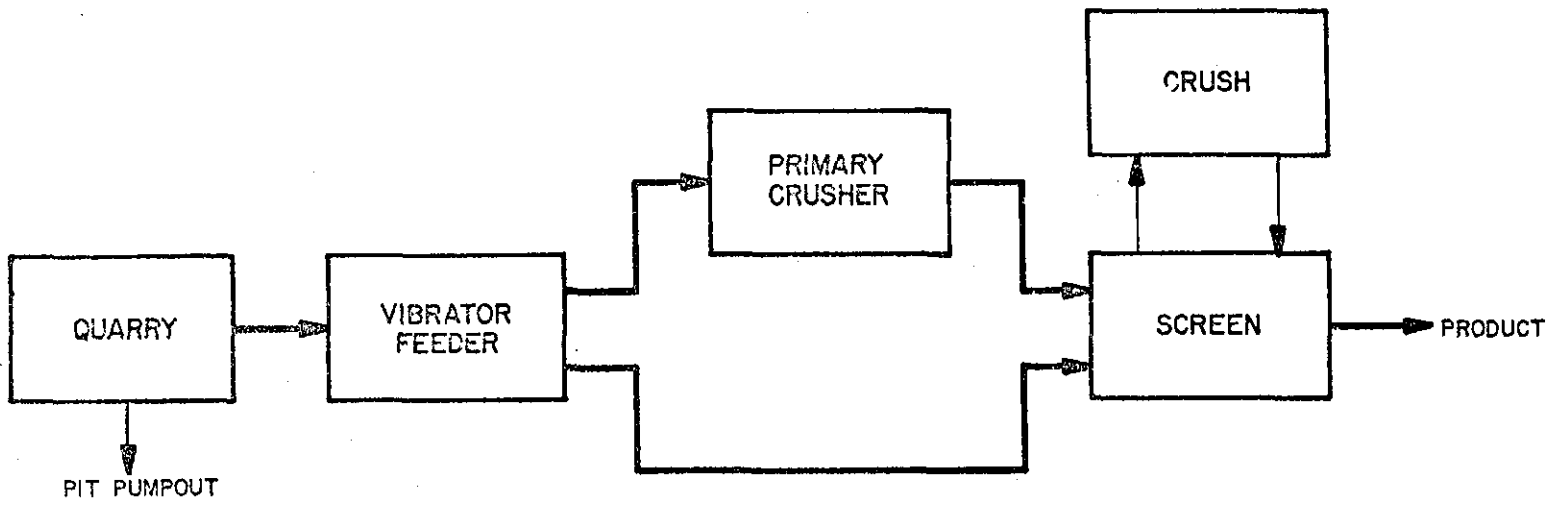 CRUSH
PRIMARY
CRUSHER
QUARRY
VIBRATOR
FEEDER
SCREEN
PRODUCT
PIT PUMPOUT